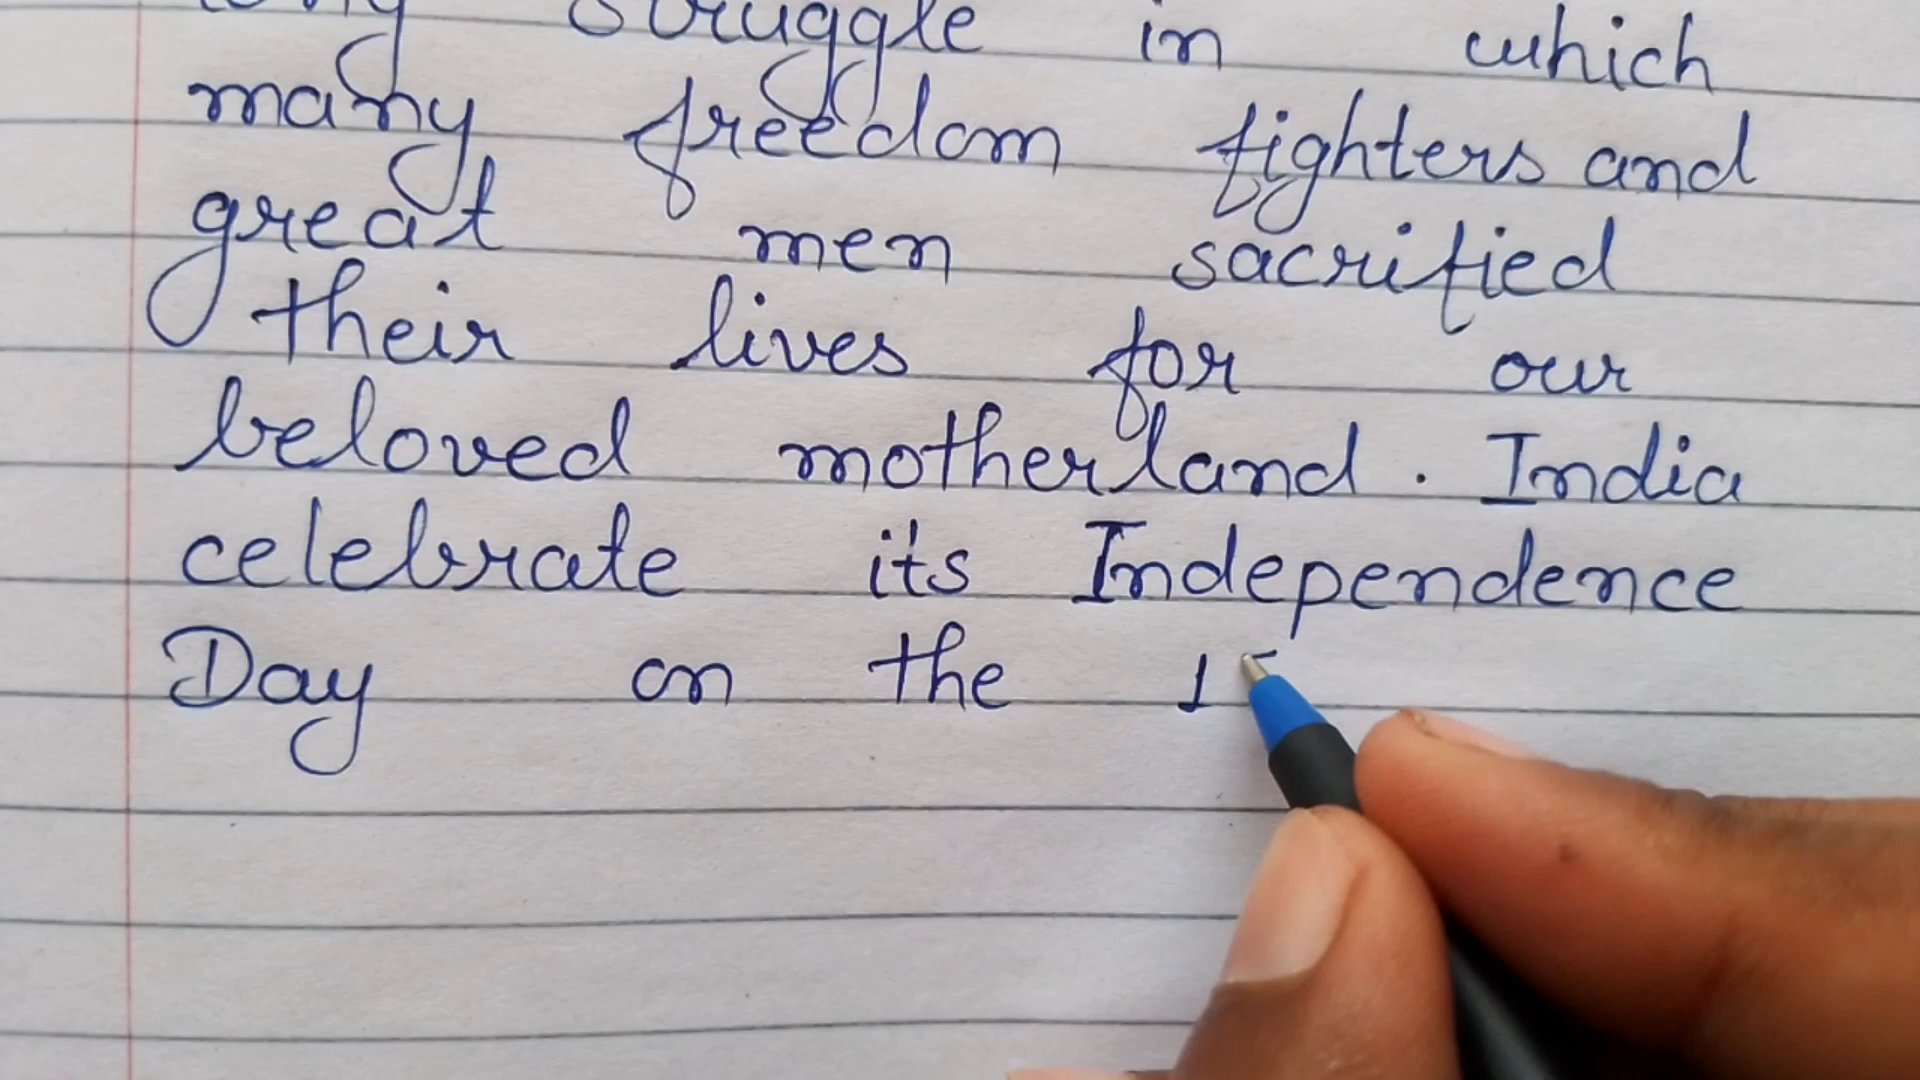 long struggle in which
many freedom fighters and
great men sacrified
their lives for our
beloved motherland. India
celebrate its Independence
Day on the 1